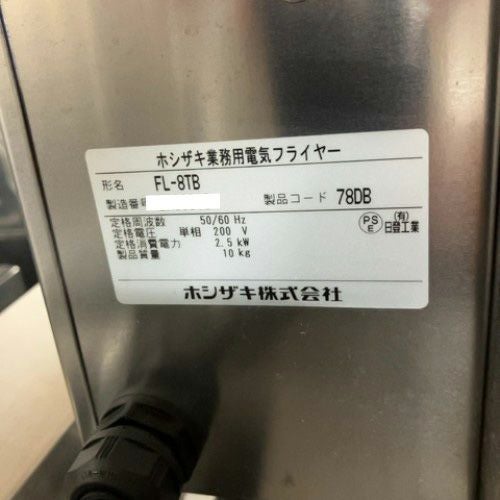 ホシザキ業務用電気フライヤー
形名 FL-8TB
製造番 製品コード 78DB
定格周波数 50/60 Hz
定格電圧 単相 200 V
定格消費電力 2.5 kW
製品質量 10 kg
PSE (有)日督工業
ホシザキ株式会社